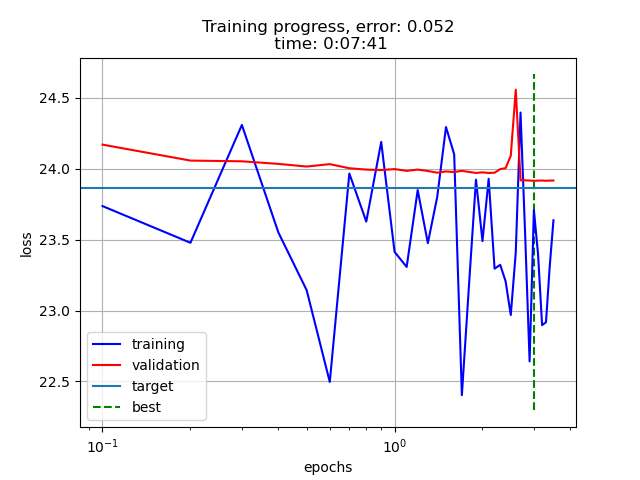 Training progress, error: 0.052
time: 0:07:41
24.5
24.0
23.5
23.0
22.5
loss
training
validation
target
best
10⁻¹
10⁰
epochs